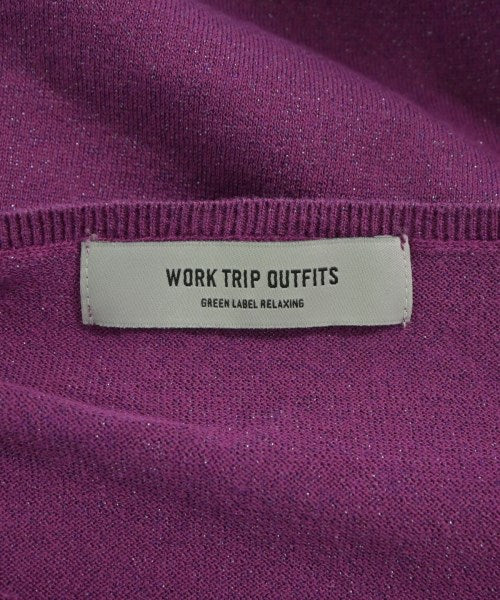 WORK TRIP OUTFITS
GREEN LABEL RELAXING